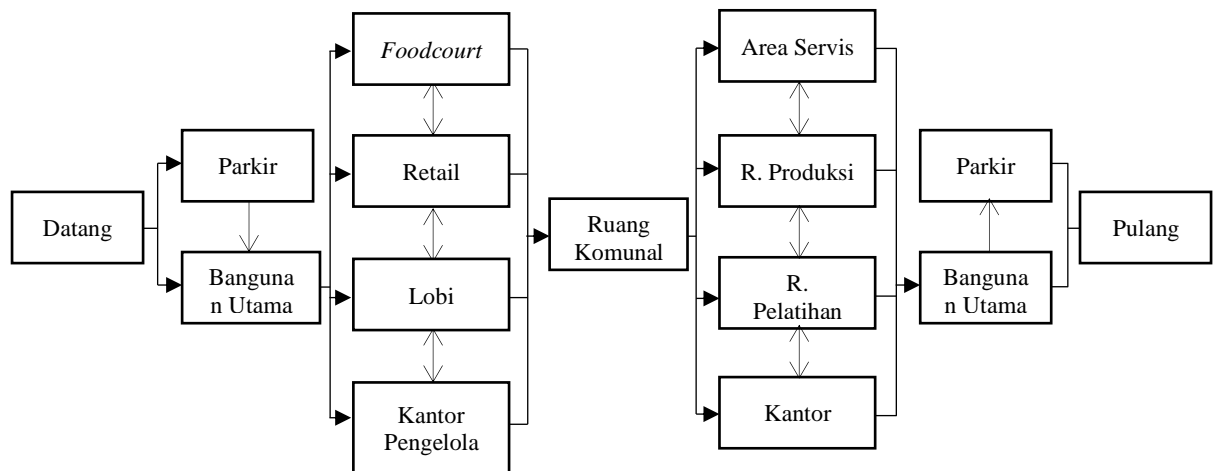 Datang
Parkir
Banguna
n Utama
Foodcourt
Retail
Lobi
Kantor
Pengelola
Ruang
Komunal
Area Servis
R. Produksi
R.
Pelatihan
Kantor
Parkir
Banguna
n Utama
Pulang